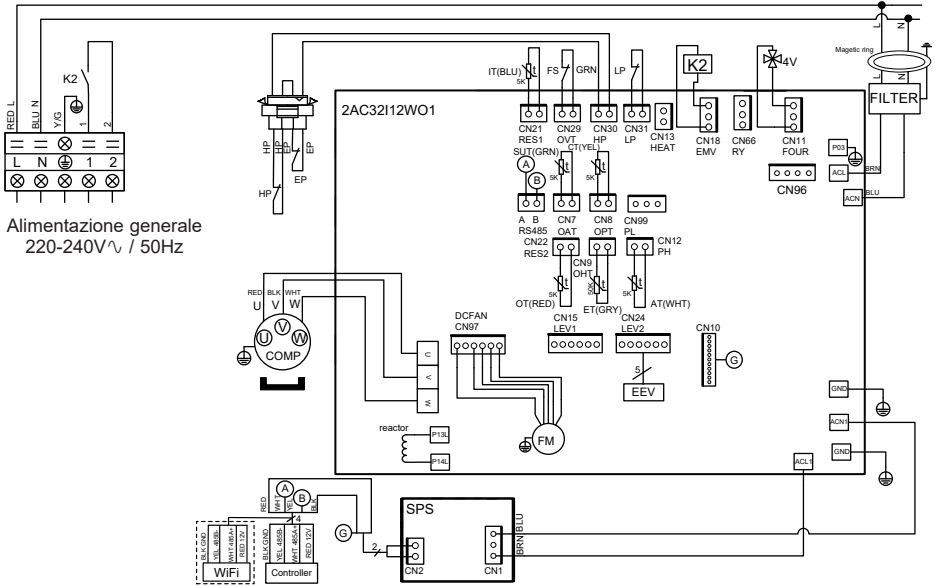 L
N
Magetic ring
L
N
FILTER
RED L
BLU N
Y/G
K2
1
2
L N 1 2
Alimentazione generale
220-240V∿ / 50Hz
HP
HP
EP
EP
HP
EP
2AC32I12WO1
IT(BLU)
5K
t
FS
GRN
LP
K2
4V
CN21
RES1
CN29
OVT
CN30
HP
CN31
LP
CN13
HEAT
CN18
EMV
CN66
RY
CN11
FOUR
P03
ACL
BRN
ACN
BLU
CN96
SUT(GRN)
A
B
CT(YEL)
5K
t
5K
t
A B
RS485
CN7
OAT
CN8
OPT
CN99
PL
CN22
RES2
CN9
OHT
CN12
PH
5K
t
50K
t
5K
t
OT(RED)
ET(GRY)
AT(WHT)
RED BLK WHT
U V W
U
V
W
COMP
DCFAN
CN97
CN15
LEV1
CN24
LEV2
CN10
G
5
EEV
U
V
W
FM
reactor
P13L
P14L
GND
ACN1
GND
ACL1
RED
WHT
A
YEL
B
BLK
4
G
2
SPS
CN2
CN1
BLU
BRN
BLK GND
YEL 485B-
WHT 485A+
RED 12V
WiFi
BLK GND
YEL 485B-
WHT 485A+
RED 12V
Controller